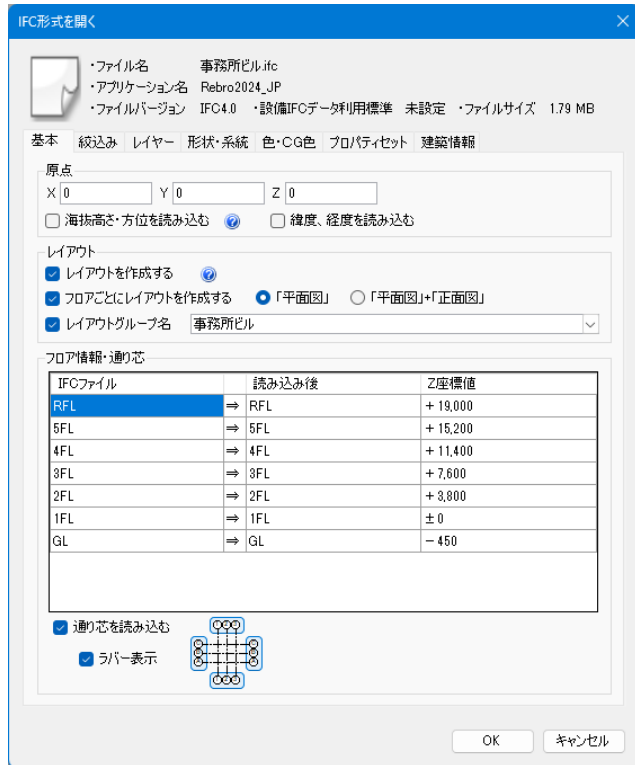 IFC形式を開く
・ファイル名 事務所ビル.ifc
・アプリケーション名 Rebro2024_JP
・ファイルバージョン IFC4.0 ・設備IFCデータ利用標準 未設定 ・ファイルサイズ 1.79 MB
基本 絞込み レイヤー 形状・系統 色・CG色 プロパティセット 建築情報
原点
X 0 Y 0 Z 0
海抜高さ・方位を読み込む 緯度、経度を読み込む
レイアウト
レイアウトを作成する
フロアごとにレイアウトを作成する 「平面図」 「平面図」+「正面図」
レイアウトグループ名 事務所ビル
フロア情報・通り芯
IFCファイル 読み込み後 Z座標値
RFL ⇒ RFL + 19,000
5FL ⇒ 5FL + 15,200
4FL ⇒ 4FL + 11,400
3FL ⇒ 3FL + 7,600
2FL ⇒ 2FL + 3,800
1FL ⇒ 1FL ± 0
GL ⇒ GL − 450
通り芯を読み込む
ラバー表示
OK キャンセル